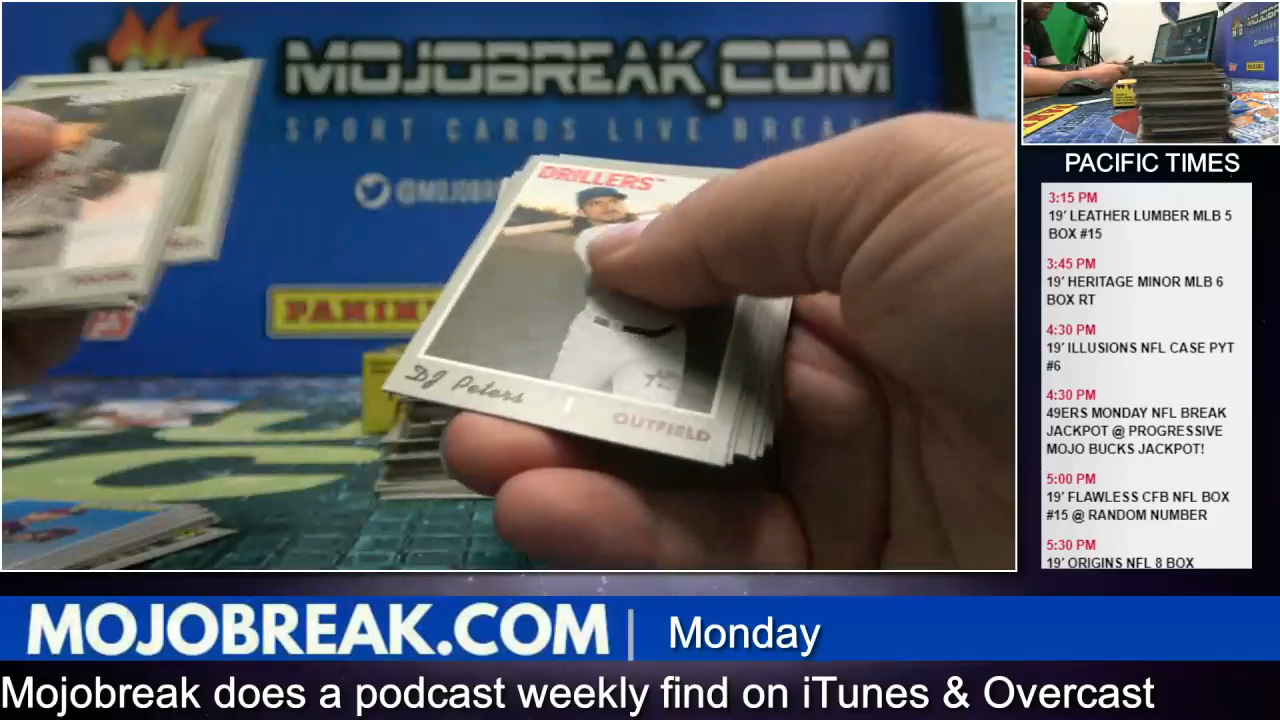 MOJOBREAK.COM
SPORT CARDS LIVE BREA
@MOJOBR
PANINI
DRILLERS™
DJ Peters
OUTFIELD
PACIFIC TIMES
3:15 PM
19' LEATHER LUMBER MLB 5
BOX #15
3:45 PM
19' HERITAGE MINOR MLB 6
BOX RT
4:30 PM
19' ILLUSIONS NFL CASE PYT
#6
4:30 PM
49ERS MONDAY NFL BREAK
JACKPOT @ PROGRESSIVE
MOJO BUCKS JACKPOT!
5:00 PM
19' FLAWLESS CFB NFL BOX
#15 @ RANDOM NUMBER
5:30 PM
19' ORIGINS NFL 8 BOX
MOJOBREAK.COM | Monday
Mojobreak does a podcast weekly find on iTunes & Overcast